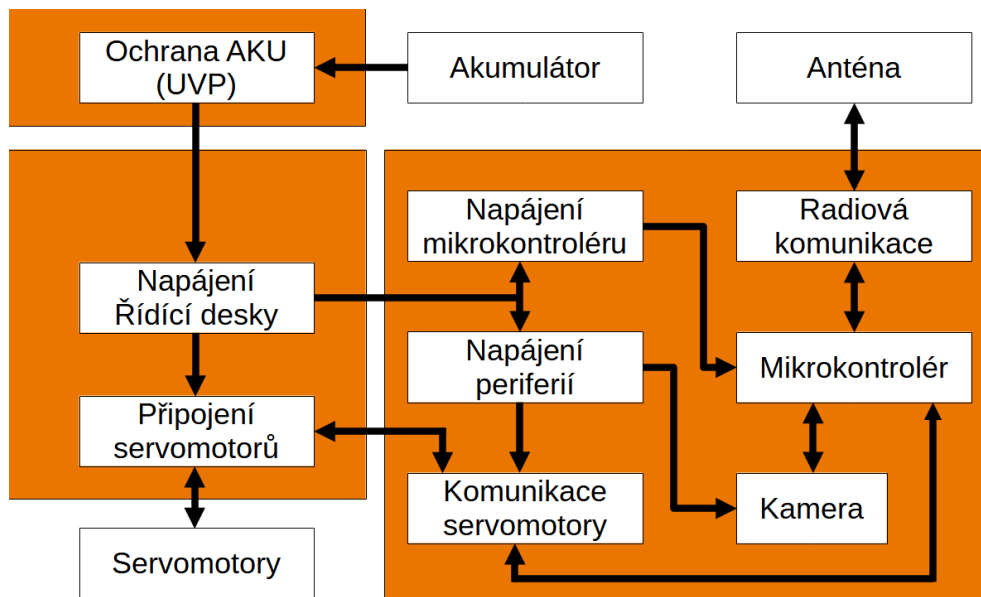 Ochrana AKU
(UVP)
Akumulátor
Anténa
Napájení
mikrokontroléru
Radiová
komunikace
Napájení
Řídící desky
Napájení
periferií
Mikrokontrolér
Připojení
servomotorů
Komunikace
servomotory
Kamera
Servomotory